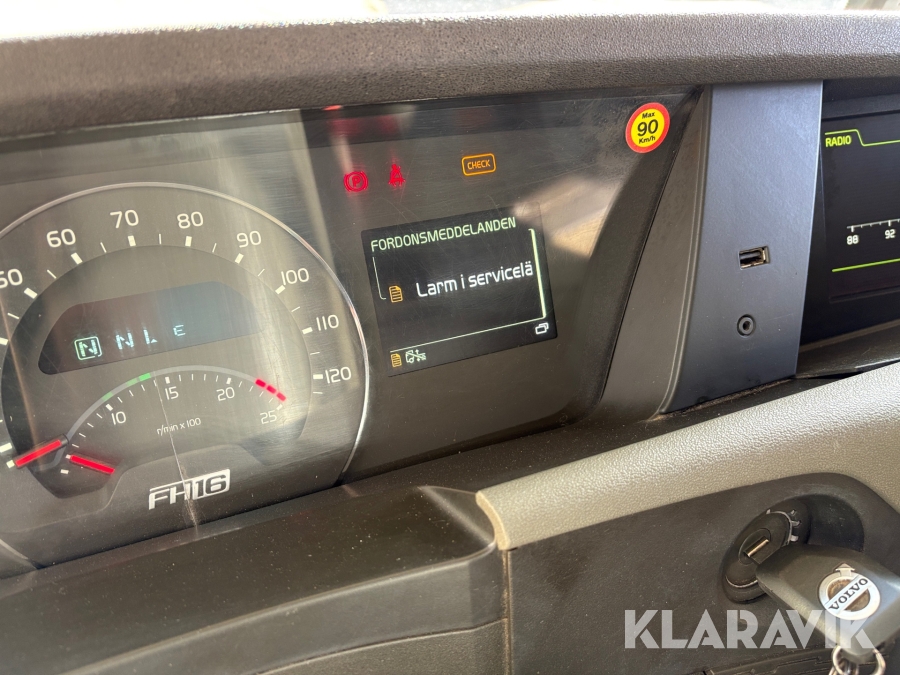 Max
90
Km/h
CHECK
P
RADIO
FORDONSMEDDELANDEN
Larm i servicelä
88 92
50 60 70 80 90 100 110 120
N N L E
10 15 20 25
r/min x 100
FH16
VOLVO
KLARAVIK